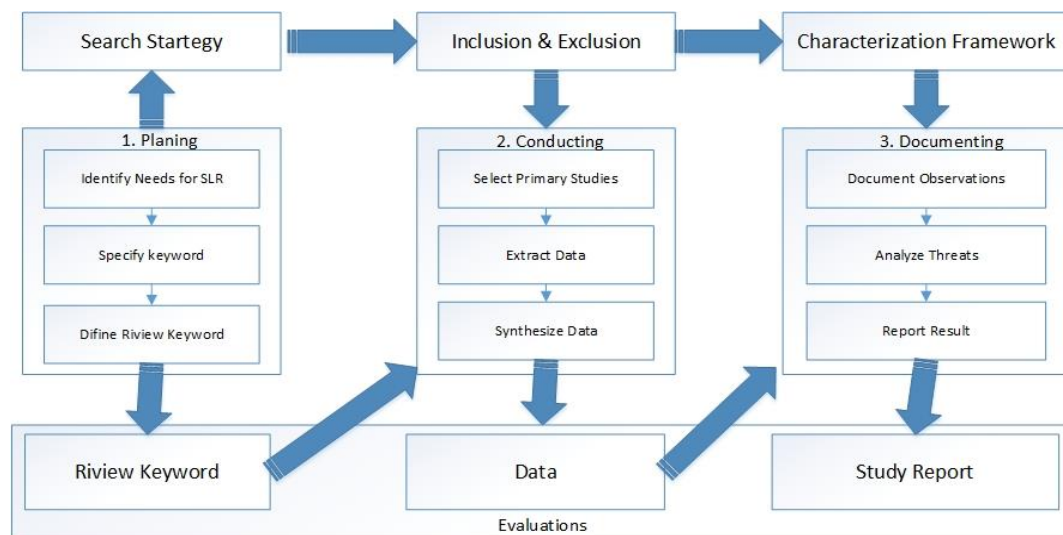 Search Startegy
Inclusion & Exclusion
Characterization Framework
1. Planing
Identify Needs for SLR
Specify keyword
Difine Riview Keyword
2. Conducting
Select Primary Studies
Extract Data
Synthesize Data
3. Documenting
Document Observations
Analyze Threats
Report Result
Riview Keyword
Data
Study Report
Evaluations